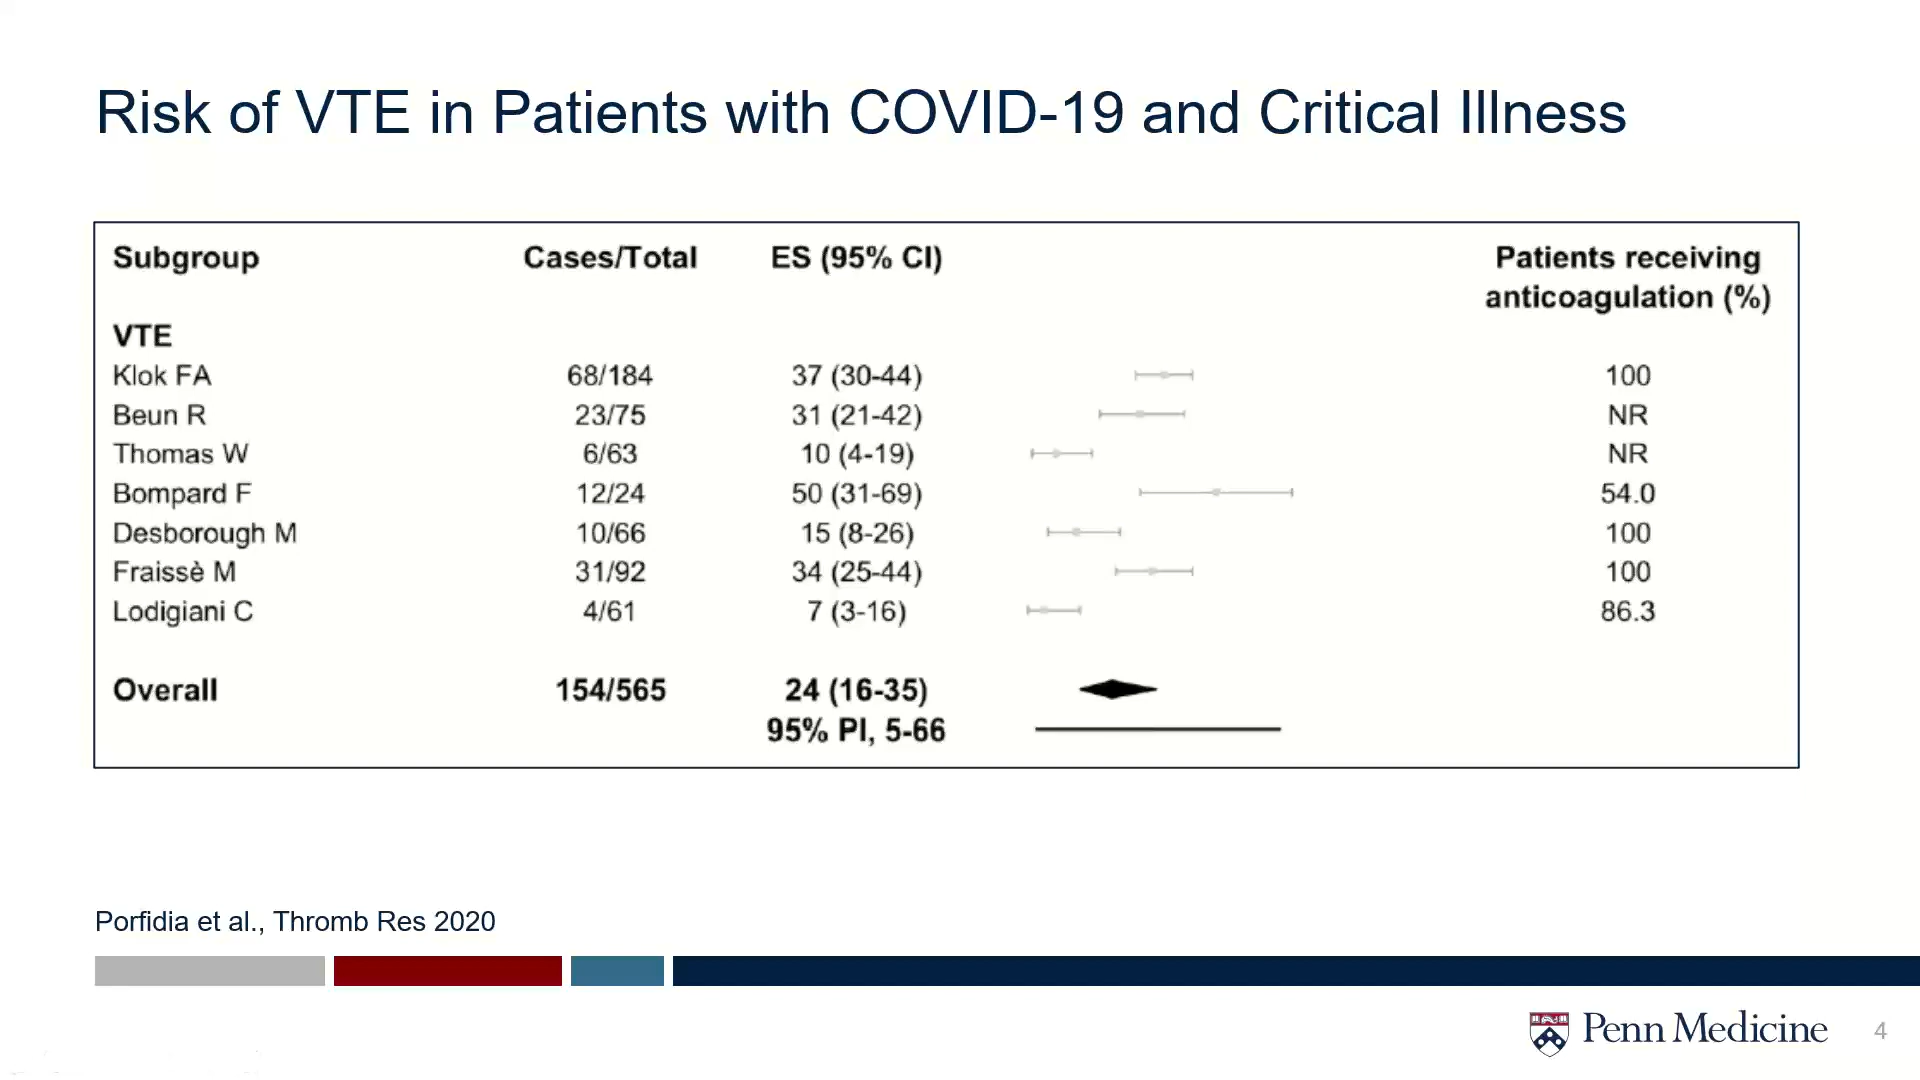 Risk of VTE in Patients with COVID-19 and Critical Illness
Subgroup Cases/Total ES (95% CI) Patients receiving anticoagulation (%)
VTE
Klok FA 68/184 37 (30-44) 100
Beun R 23/75 31 (21-42) NR
Thomas W 6/63 10 (4-19) NR
Bompard F 12/24 50 (31-69) 54.0
Desborough M 10/66 15 (8-26) 100
Fraissè M 31/92 34 (25-44) 100
Lodigiani C 4/61 7 (3-16) 86.3
Overall 154/565 24 (16-35)
95% PI, 5-66
Porfidia et al., Thromb Res 2020
Penn Medicine 4